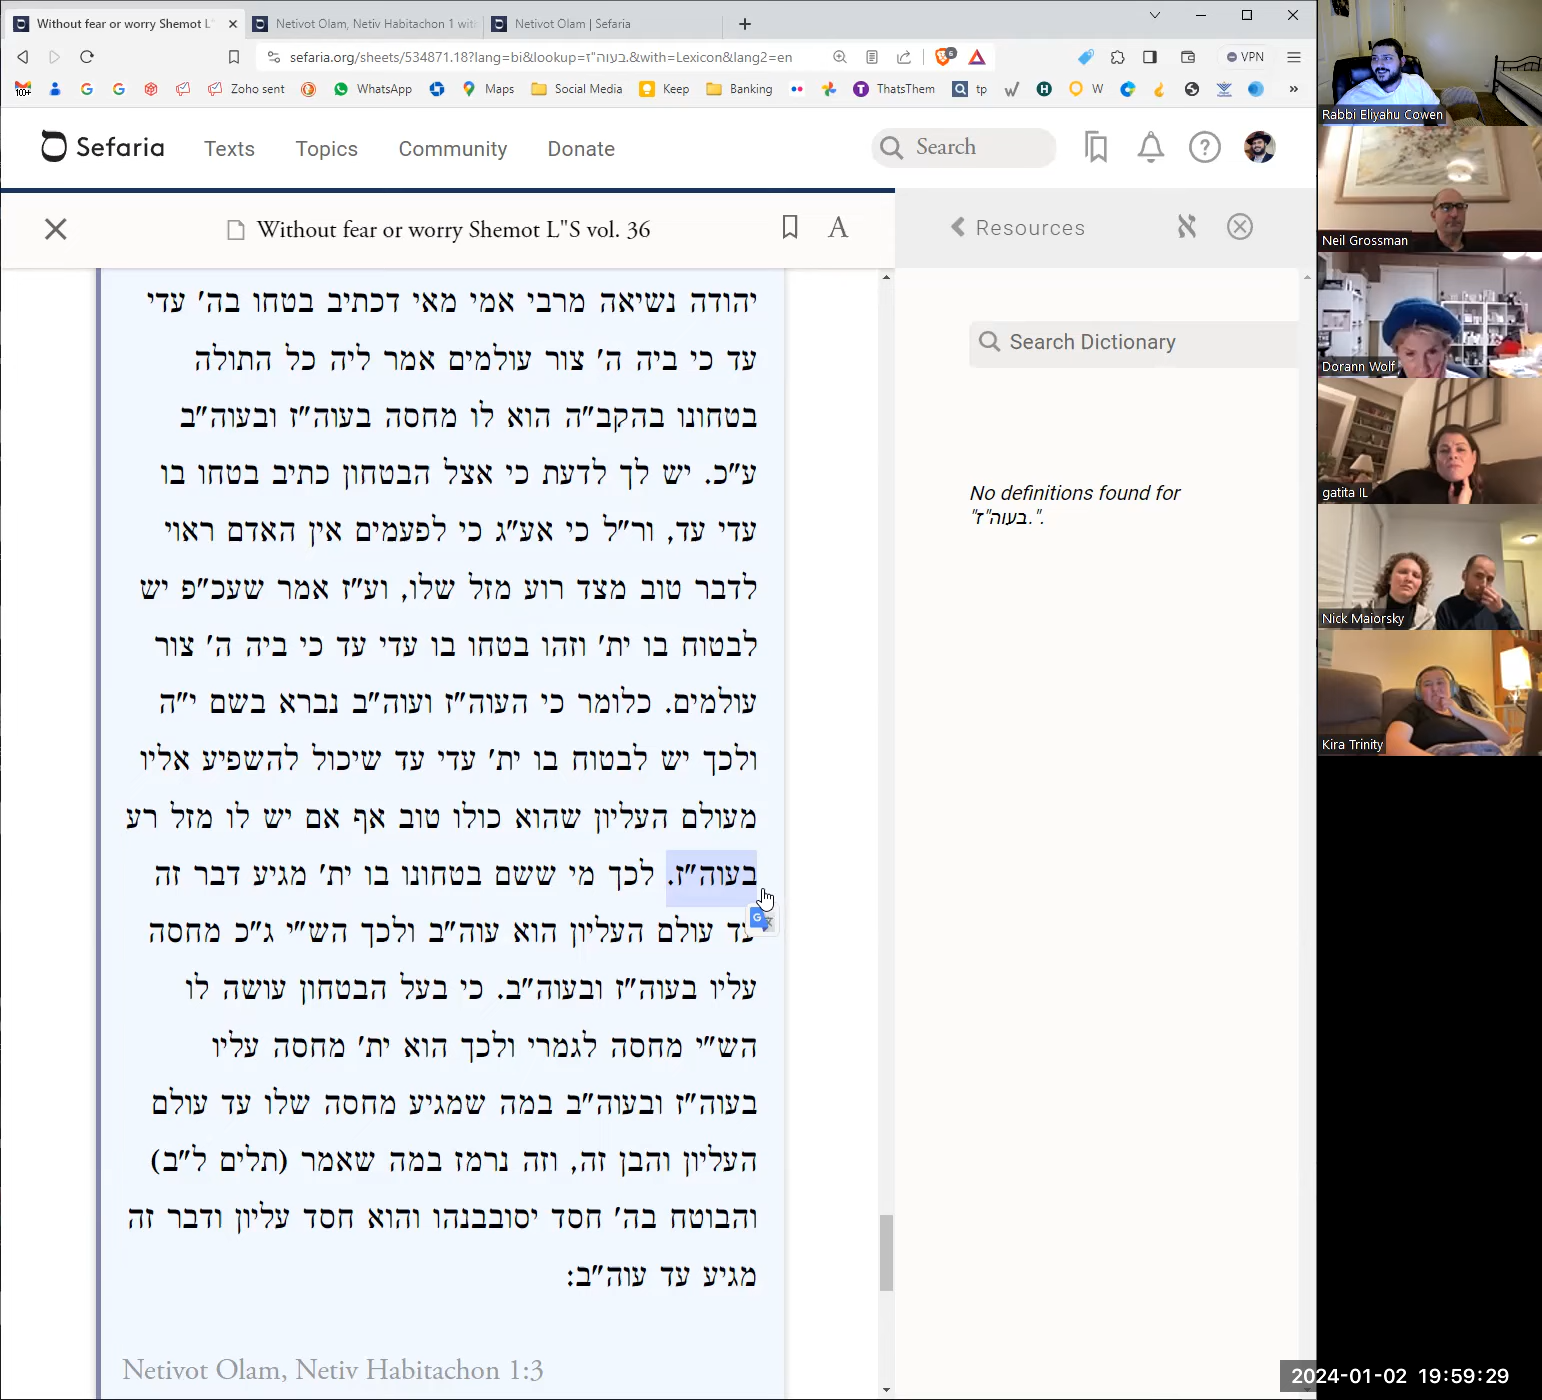 Without fear or worry Shemot L"
Netivot Olam, Netiv Habitachon 1 wit
Netivot Olam | Sefaria
sefaria.org/sheets/534871.18?lang=bi&lookup=בעוה"ז.&with=Lexicon&lang2=en
6
VPN
100+
Zoho sent
WhatsApp
Maps
Social Media
Keep
Banking
ThatsThem
tp
W
»
Sefaria
Texts
Topics
Community
Donate
Search
Without fear or worry Shemot L"S vol. 36
A
Resources
א
יהודה נשיאה מרבי אמי מאי דכתיב בטחו בה' עדי
עד כי ביה ה' צור עולמים אמר ליה כל התולה
בטחונו בהקב"ה הוא לו מחסה בעוה"ז ובעוה"ב
ע"כ. יש לך לדעת כי אצל הבטחון כתיב בטחו בו
עדי עד, ור"ל כי אע"ג כי לפעמים אין האדם ראוי
לדבר טוב מצד רוע מזל שלו, וע"ז אמר שעכ"פ יש
לבטוח בו ית' וזהו בטחו בו עדי עד כי ביה ה' צור
עולמים. כלומר כי העוה"ז ועוה"ב נברא בשם י"ה
ולכך יש לבטוח בו ית' עדי עד שיכול להשפיע אליו
מעולם העליון שהוא כולו טוב אף אם יש לו מזל רע
בעוה"ז. לכך מי ששם בטחונו בו ית' מגיע דבר זה
עד עולם העליון הוא עוה"ב ולכך הש"י ג"כ מחסה
עליו בעוה"ז ובעוה"ב. כי בעל הבטחון עושה לו
הש"י מחסה לגמרי ולכך הוא ית' מחסה עליו
בעוה"ז ובעוה"ב במה שמגיע מחסה שלו עד עולם
העליון והבן זה, וזה נרמז במה שאמר (תלים ל"ב)
והבוטח בה' חסד יסובבנהו והוא חסד עליון ודבר זה
מגיע עד עוה"ב:
Netivot Olam, Netiv Habitachon 1:3
Search Dictionary
No definitions found for
"בעוה"ז.".
Rabbi Eliyahu Cowen
Neil Grossman
Dorann Wolf
gatita IL
Nick Maiorsky
Kira Trinity
2024-01-02 19:59:29